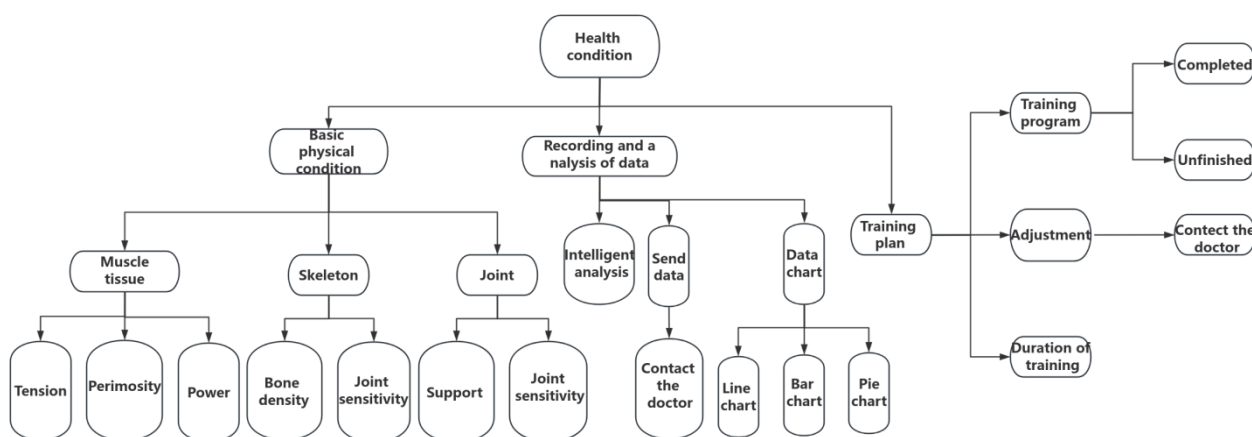 Health
condition
Completed
Training
program
Basic
physical
condition
Recording and a
nalysis of data
Unfinished
Training
plan
Adjustment
Contect the
doctor
Muscle
tissue
Skeleton
Joint
Intelligent
analysis
Send
data
Data
chart
Duration of
training
Tension
Perimosity
Power
Bone
density
Joint
sensitivity
Support
Joint
sensitivity
Contact
the
doctor
Line
chart
Bar
chart
Pie
chart